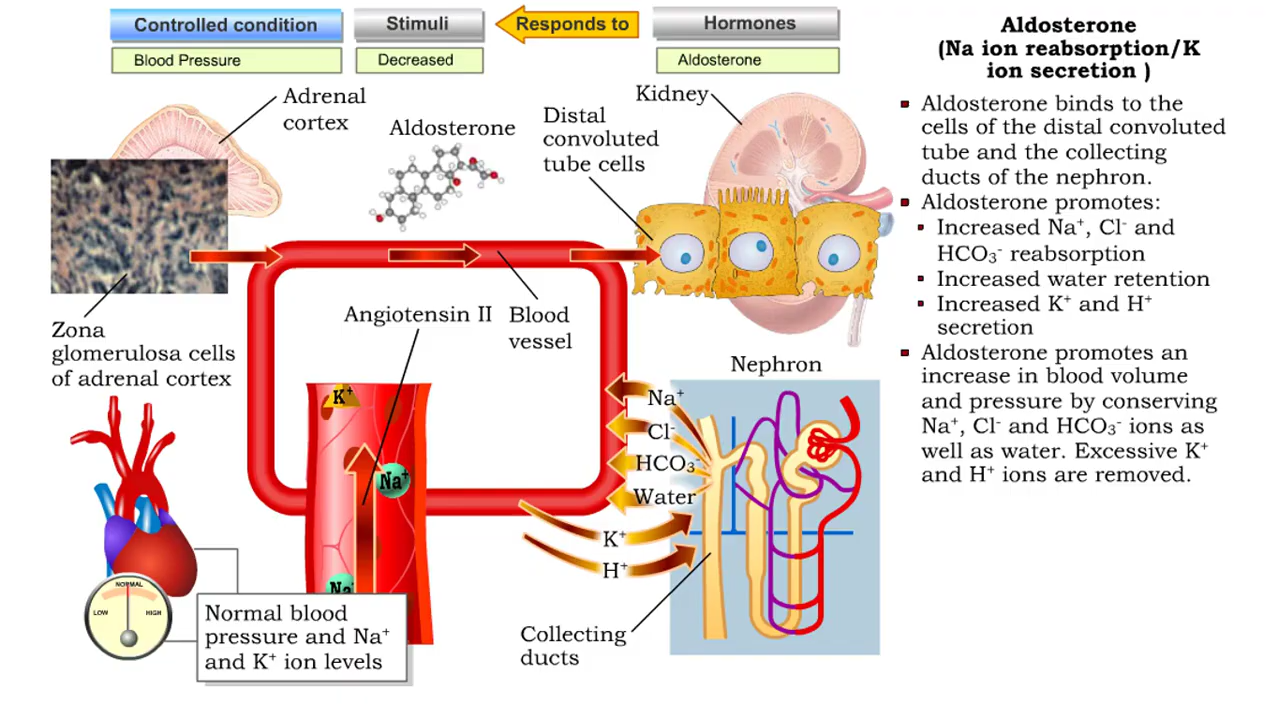 Controlled condition
Stimuli
Responds to
Hormones
Blood Pressure
Decreased
Aldosterone
Adrenal
cortex
Aldosterone
Distal
convoluted
tube cells
Kidney
Zona
glomerulosa cells
of adrenal cortex
Angiotensin II
Blood
vessel
Nephron
K⁺
Na⁺
Na⁺
Na⁺
Cl⁻
HCO₃⁻
Water
K⁺
H⁺
Collecting
ducts
NORMAL
LOW
HIGH
Normal blood
pressure and Na⁺
and K⁺ ion levels
Aldosterone
(Na ion reabsorption/K
ion secretion )
▪ Aldosterone binds to the
cells of the distal convoluted
tube and the collecting
ducts of the nephron.
▪ Aldosterone promotes:
▪ Increased Na⁺, Cl⁻ and
HCO₃⁻ reabsorption
▪ Increased water retention
▪ Increased K⁺ and H⁺
secretion
▪ Aldosterone promotes an
increase in blood volume
and pressure by conserving
Na⁺, Cl⁻ and HCO₃⁻ ions as
well as water. Excessive K⁺
and H⁺ ions are removed.